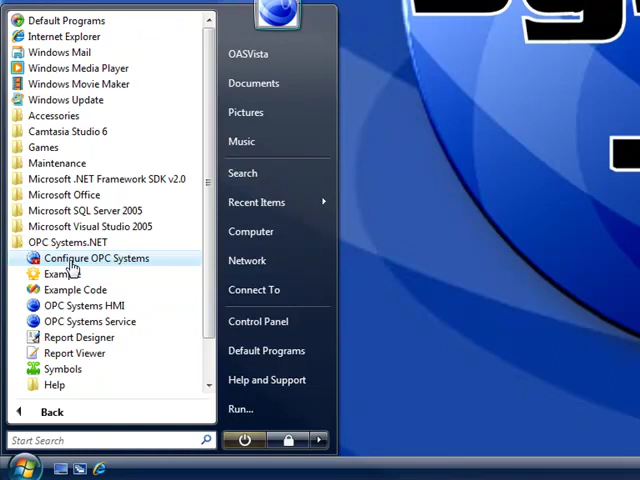 Default Programs
Internet Explorer
Windows Mail
Windows Media Player
Windows Movie Maker
Windows Update
Accessories
Camtasia Studio 6
Games
Maintenance
Microsoft .NET Framework SDK v2.0
Microsoft Office
Microsoft SQL Server 2005
Microsoft Visual Studio 2005
OPC Systems.NET
Configure OPC Systems
Example Code
OPC Systems HMI
OPC Systems Service
Report Designer
Report Viewer
Symbols
Help
Back
Start Search
OASVista
Documents
Pictures
Music
Search
Recent Items
Computer
Network
Connect To
Control Panel
Default Programs
Help and Support
Run...